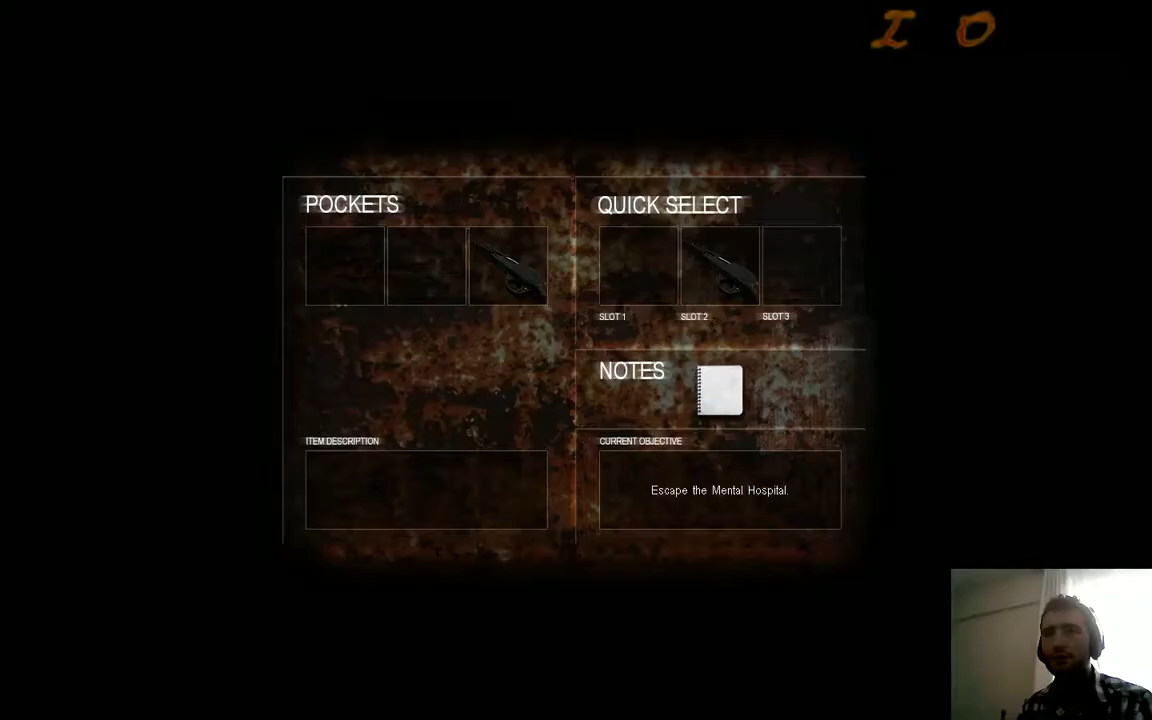 I O
POCKETS
QUICK SELECT
SLOT 1
SLOT 2
SLOT 3
NOTES
ITEM DESCRIPTION
CURRENT OBJECTIVE
Escape the Mental Hospital.